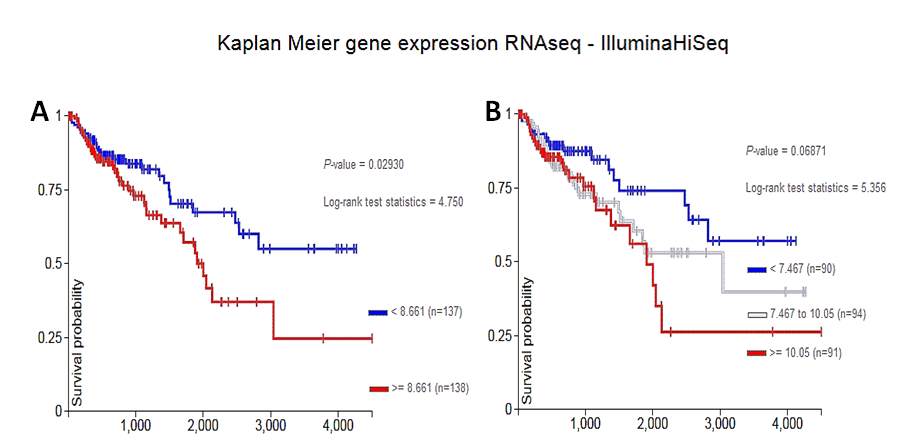 Kaplan Meier gene expression RNAseq - IlluminaHiSeq
A
1
0.75
0.5
0.25
0
Survival probability
P-value = 0.02930
Log-rank test statistics = 4.750
< 8.661 (n=137)
>= 8.661 (n=138)
1,000
2,000
3,000
4,000
B
1
0.75
0.5
0.25
0
Survival probability
P-value = 0.06871
Log-rank test statistics = 5.356
< 7.467 (n=90)
7.467 to 10.05 (n=94)
>= 10.05 (n=91)
1,000
2,000
3,000
4,000